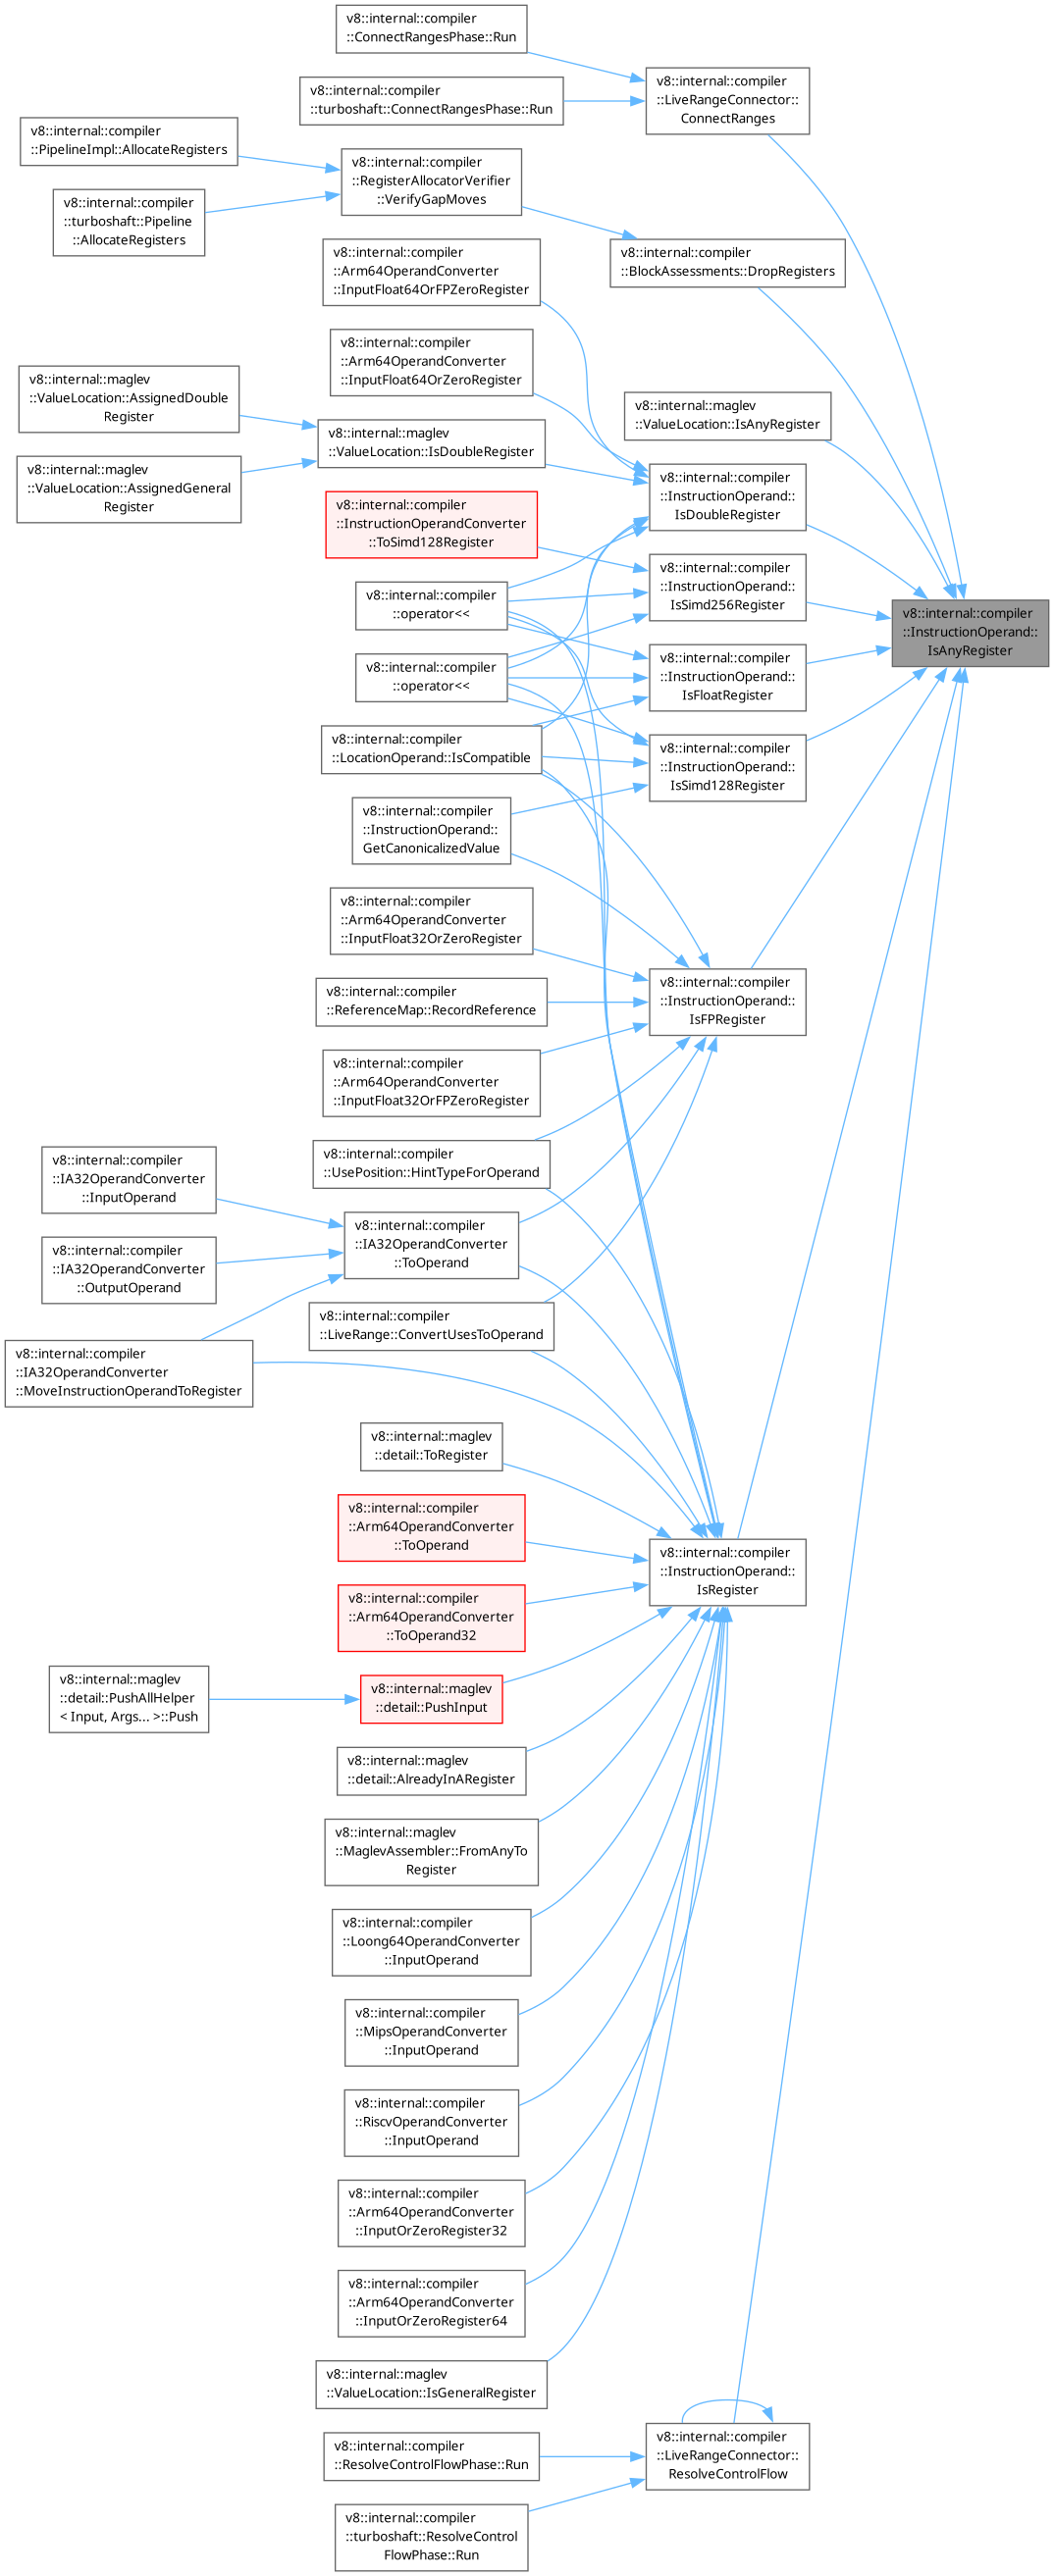 v8::internal::compiler
::ConnectRangesPhase::Run
v8::internal::compiler
::LiveRangeConnector::
ConnectRanges
v8::internal::compiler
::turboshaft::ConnectRangesPhase::Run
v8::internal::compiler
::PipelineImpl::AllocateRegisters
v8::internal::compiler
::RegisterAllocatorVerifier
::VerifyGapMoves
v8::internal::compiler
::turboshaft::Pipeline
::AllocateRegisters
v8::internal::compiler
::BlockAssessments::DropRegisters
v8::internal::compiler
::Arm64OperandConverter
::InputFloat64OrFPZeroRegister
v8::internal::compiler
::Arm64OperandConverter
::InputFloat64OrZeroRegister
v8::internal::maglev
::ValueLocation::AssignedDouble
Register
v8::internal::maglev
::ValueLocation::IsAnyRegister
v8::internal::maglev
::ValueLocation::IsDoubleRegister
v8::internal::maglev
::ValueLocation::AssignedGeneral
Register
v8::internal::compiler
::InstructionOperand::
IsDoubleRegister
v8::internal::compiler
::InstructionOperandConverter
::ToSimd128Register
v8::internal::compiler
::InstructionOperand::
IsSimd256Register
v8::internal::compiler
::operator<<
v8::internal::compiler
::InstructionOperand::
IsAnyRegister
v8::internal::compiler
::operator<<
v8::internal::compiler
::InstructionOperand::
IsFloatRegister
v8::internal::compiler
::LocationOperand::IsCompatible
v8::internal::compiler
::InstructionOperand::
IsSimd128Register
v8::internal::compiler
::InstructionOperand::
GetCanonicalizedValue
v8::internal::compiler
::Arm64OperandConverter
::InputFloat32OrZeroRegister
v8::internal::compiler
::ReferenceMap::RecordReference
v8::internal::compiler
::InstructionOperand::
IsFPRegister
v8::internal::compiler
::Arm64OperandConverter
::InputFloat32OrFPZeroRegister
v8::internal::compiler
::UsePosition::HintTypeForOperand
v8::internal::compiler
::IA32OperandConverter
::InputOperand
v8::internal::compiler
::IA32OperandConverter
::ToOperand
v8::internal::compiler
::IA32OperandConverter
::OutputOperand
v8::internal::compiler
::LiveRange::ConvertUsesToOperand
v8::internal::compiler
::IA32OperandConverter
::MoveInstructionOperandToRegister
v8::internal::maglev
::detail::ToRegister
v8::internal::compiler
::Arm64OperandConverter
::ToOperand
v8::internal::compiler
::InstructionOperand::
IsRegister
v8::internal::compiler
::Arm64OperandConverter
::ToOperand32
v8::internal::maglev
::detail::PushAllHelper
< Input, Args... >::Push
v8::internal::maglev
::detail::PushInput
v8::internal::maglev
::detail::AlreadyInARegister
v8::internal::maglev
::MaglevAssembler::FromAnyTo
Register
v8::internal::compiler
::Loong64OperandConverter
::InputOperand
v8::internal::compiler
::MipsOperandConverter
::InputOperand
v8::internal::compiler
::RiscvOperandConverter
::InputOperand
v8::internal::compiler
::Arm64OperandConverter
::InputOrZeroRegister32
v8::internal::compiler
::Arm64OperandConverter
::InputOrZeroRegister64
v8::internal::maglev
::ValueLocation::IsGeneralRegister
v8::internal::compiler
::ResolveControlFlowPhase::Run
v8::internal::compiler
::LiveRangeConnector::
ResolveControlFlow
v8::internal::compiler
::turboshaft::ResolveControl
FlowPhase::Run